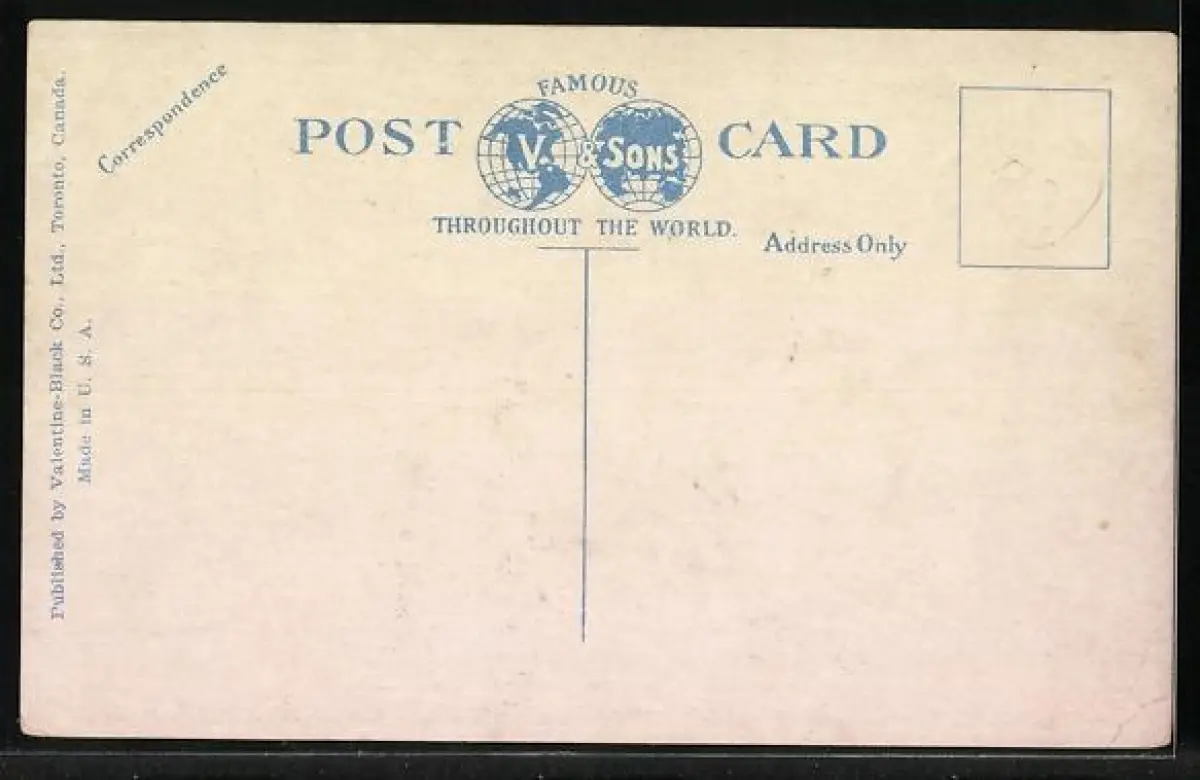 Published by Valentine-Black Co., Ltd., Toronto, Canada.
Made in U. S. A.
Correspondence
FAMOUS
POST V. & SONS CARD
THROUGHOUT THE WORLD.
Address Only